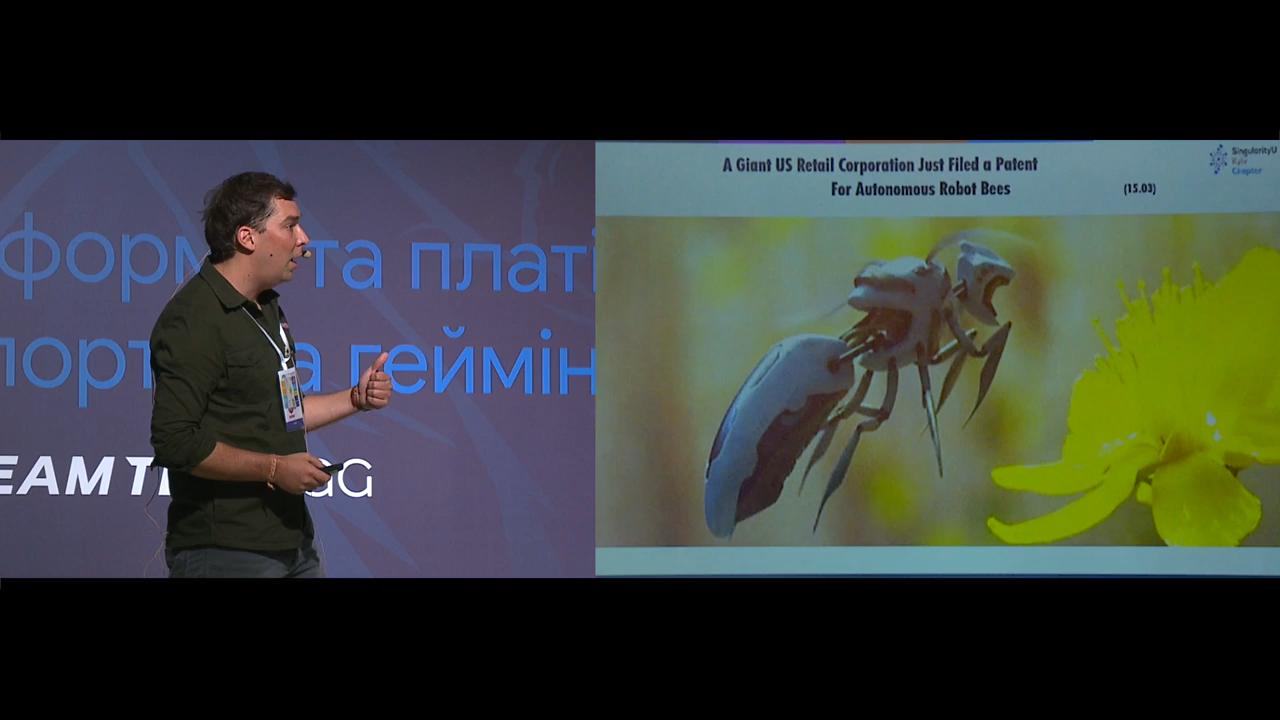 форм та платі
порт а геймін
EAM T GG
A Giant US Retail Corporation Just Filed a Patent
For Autonomous Robot Bees
(15.03)
SingularityU
Kyiv
Chapter